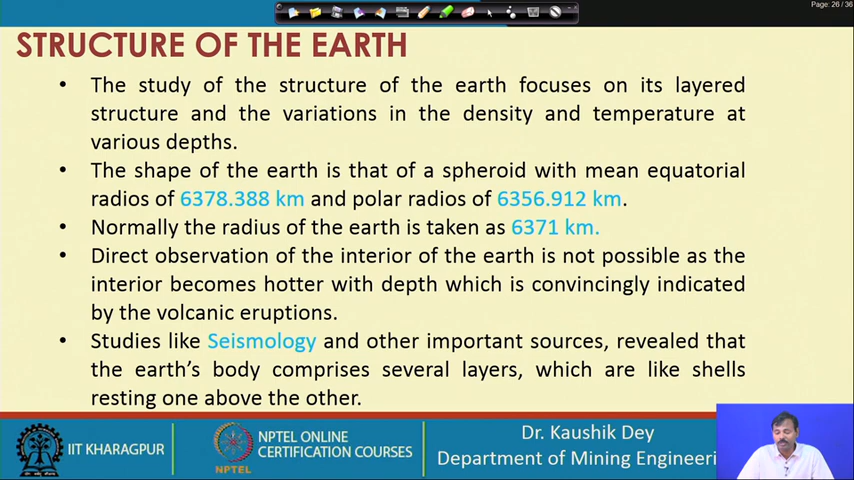 Page: 26 / 36
STRUCTURE OF THE EARTH
• The study of the structure of the earth focuses on its layered
structure and the variations in the density and temperature at
various depths.
• The shape of the earth is that of a spheroid with mean equatorial
radios of 6378.388 km and polar radios of 6356.912 km.
• Normally the radius of the earth is taken as 6371 km.
• Direct observation of the interior of the earth is not possible as the
interior becomes hotter with depth which is convincingly indicated
by the volcanic eruptions.
• Studies like Seismology and other important sources, revealed that
the earth's body comprises several layers, which are like shells
resting one above the other.
IIT KHARAGPUR
NPTEL
NPTEL ONLINE
CERTIFICATION COURSES
Dr. Kaushik Dey
Department of Mining Engineeri